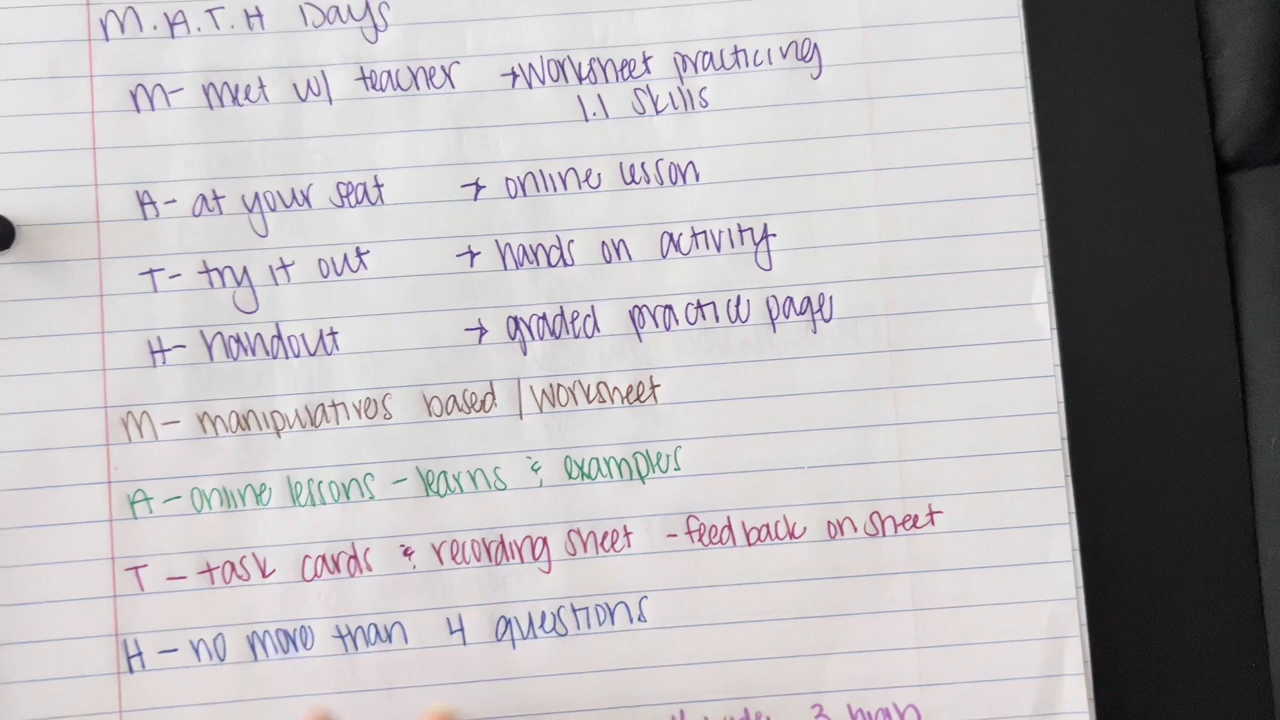 M.A.T.H Days
M- meet w/ teacher → Worksheet practicing
1.1 Skills
A- at your seat → online lesson
T- try it out → hands on activity
H- handout → graded practice page
M- manipulatives based / worksheet
A - online lessons - learns & examples
T - task cards & recording sheet - feedback on sheet
H - no more than 4 questions
3 high